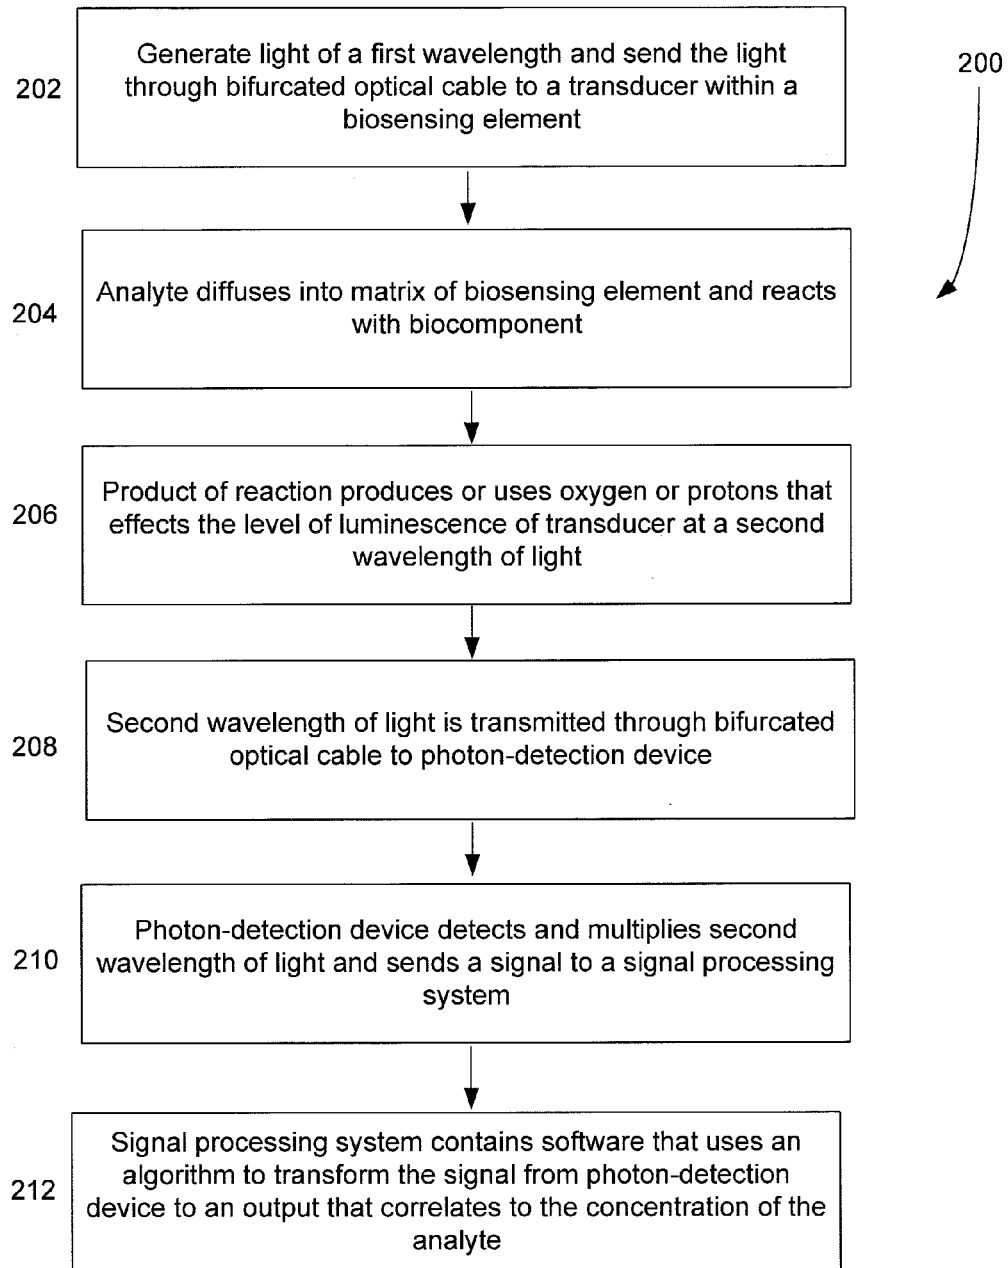 Generate light of a first wavelength and send the light
through bifurcated optical cable to a transducer within a
biosensing element
202
200
Analyte diffuses into matrix of biosensing element and reacts
with biocomponent
204
Product of reaction produces or uses oxygen or protons that
effects the level of luminescence of transducer at a second
wavelength of light
206
Second wavelength of light is transmitted through bifurcated
optical cable to photon-detection device
208
Photon-detection device detects and multiplies second
wavelength of light and sends a signal to a signal processing
system
210
Signal processing system contains software that uses an
algorithm to transform the signal from photon-detection
device to an output that correlates to the concentration of the
analyte
212